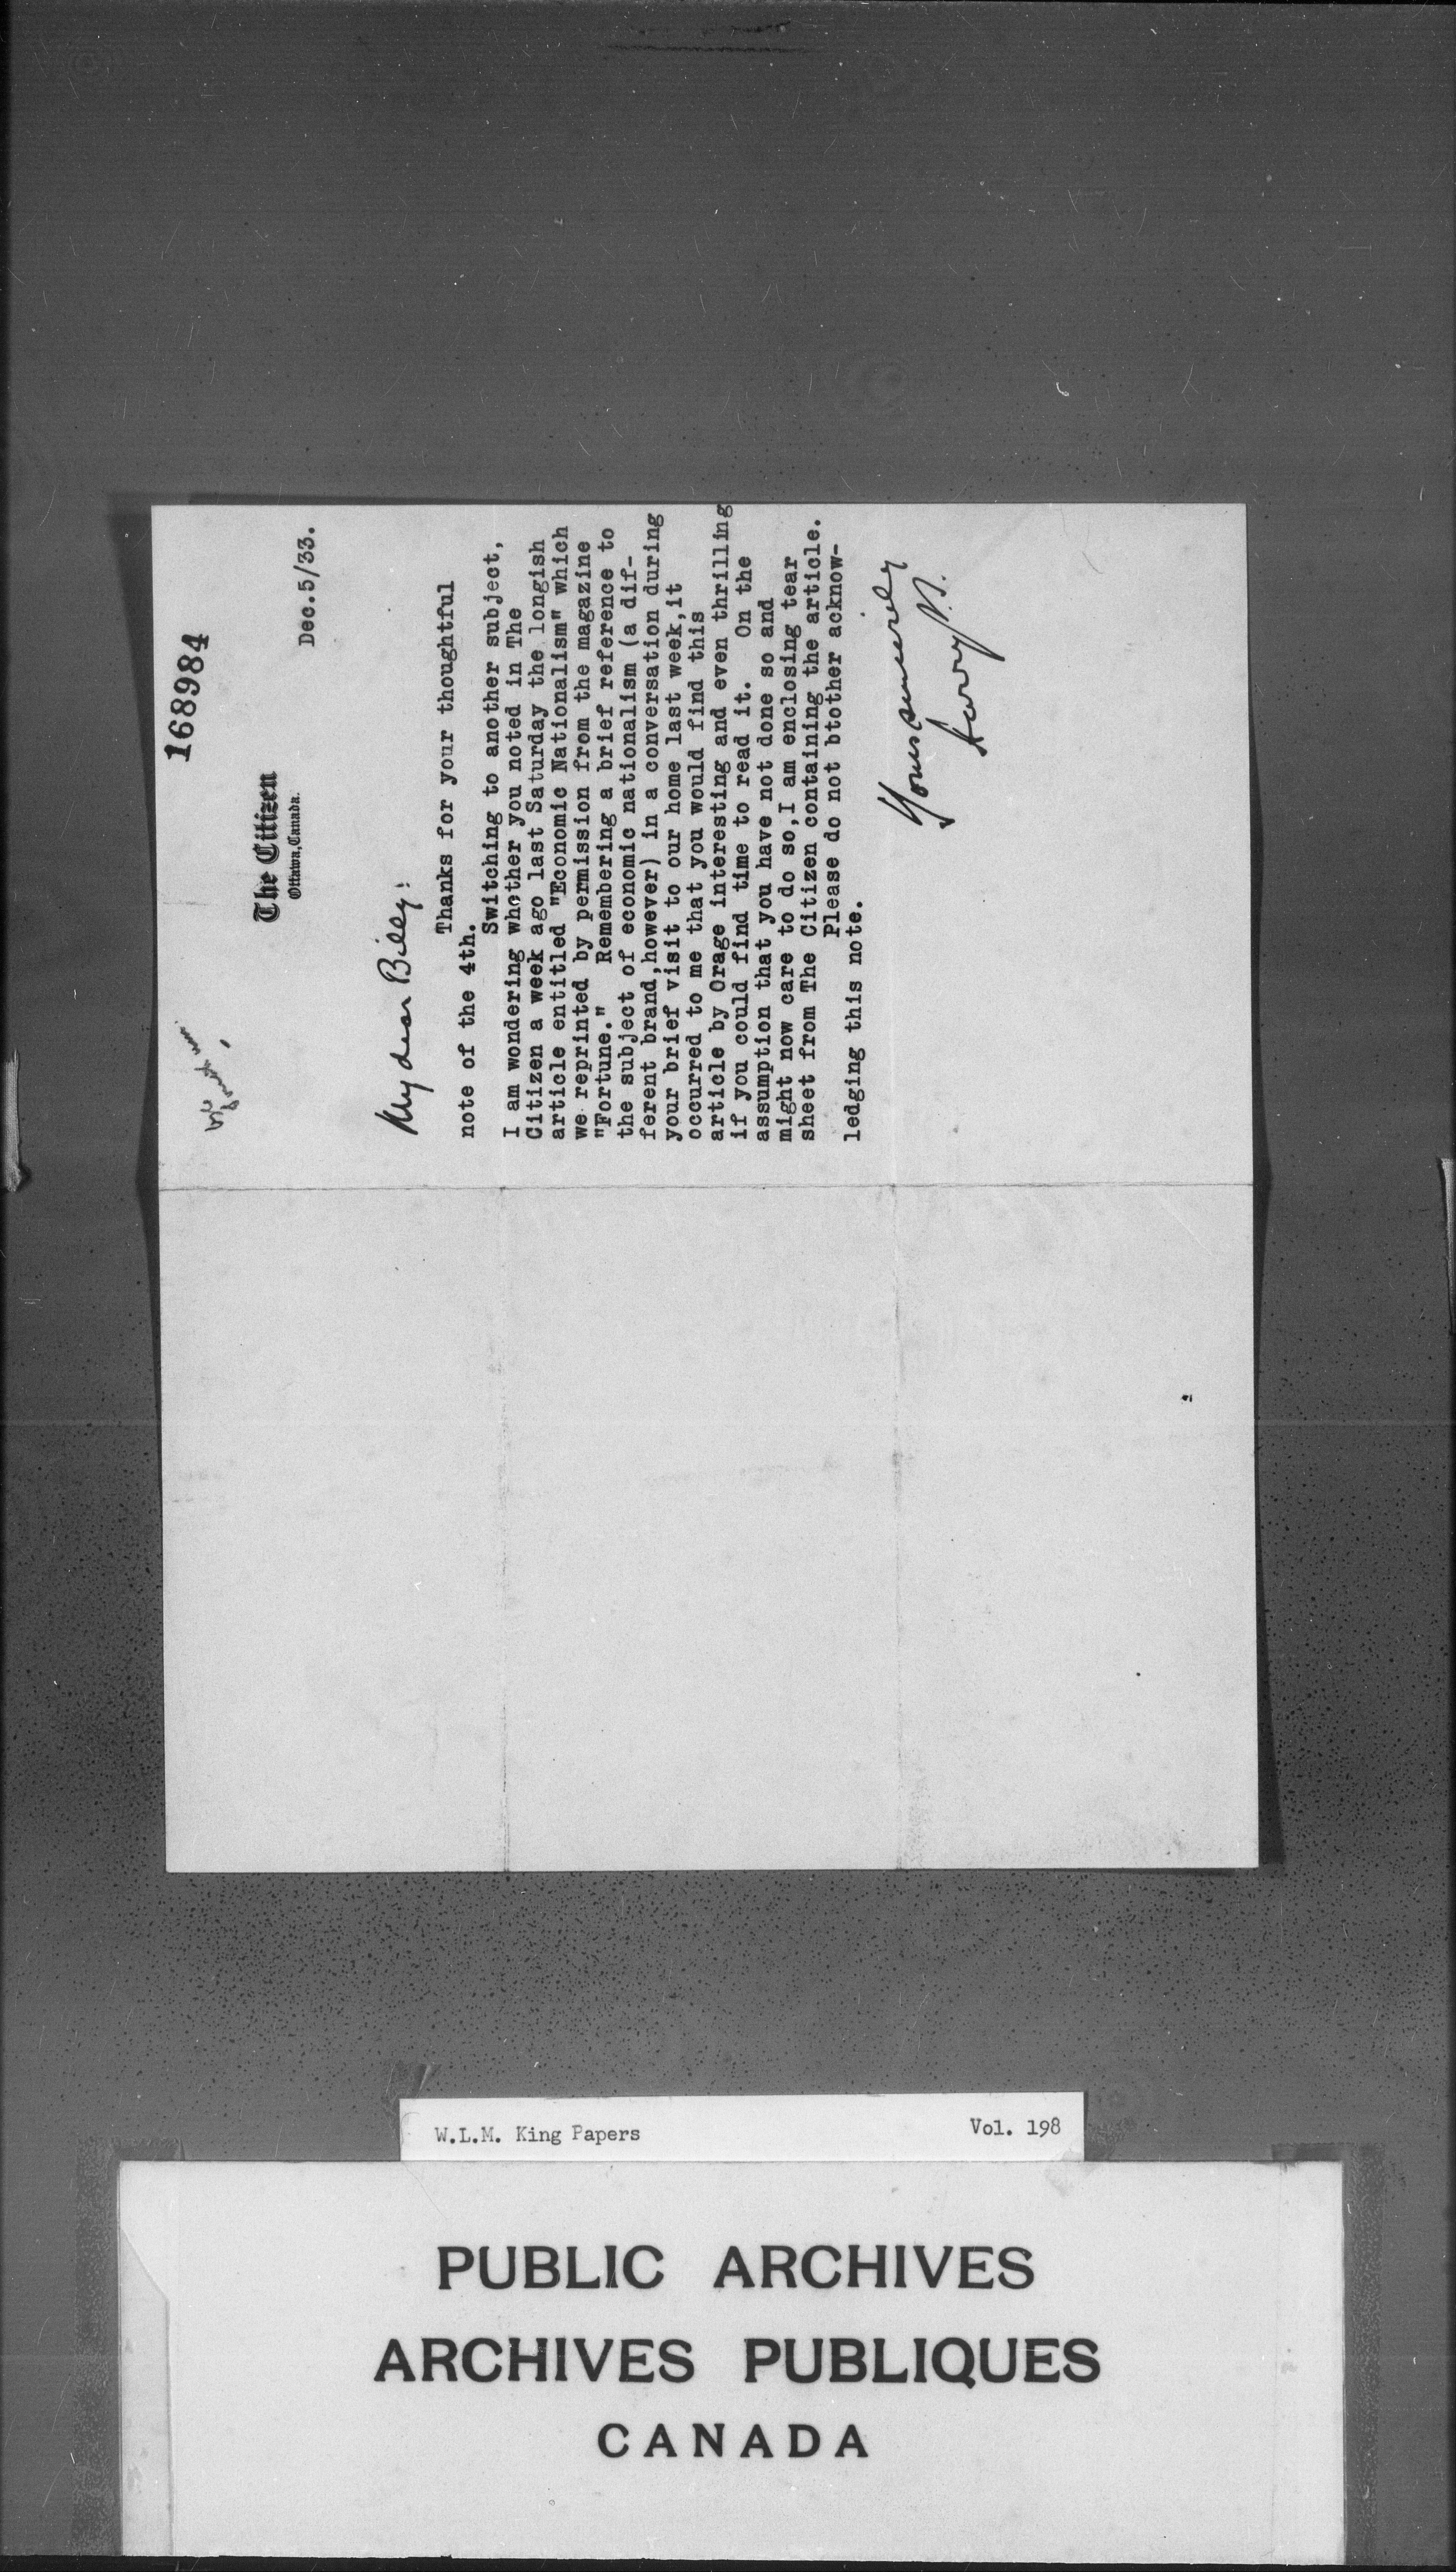 168984
The Citizen
Ottawa, Canada.
Dec.5/33.
My dear Billy:
Thanks for your thoughtful
note of the 4th.
Switching to another subject,
I am wondering whether you noted in The
Citizen a week ago last Saturday the longish
article entitled "Economic Nationalism" which
we reprinted by permission from the magazine
"Fortune." Remembering a brief reference to
the subject of economic nationalism (a dif-
ferent brand,however) in a conversation during
your brief visit to our home last week,it
occurred to me that you would find this
article by Orage interesting and even thrilling
if you could find time to read it. On the
assumption that you have not done so and
might now care to do so,I am enclosing tear
sheet from The Citizen containing the article.
Please do not btother acknow-
ledging this note.
Yours sincerely
Harry
W.L.M. King Papers
Vol. 198
PUBLIC ARCHIVES
ARCHIVES PUBLIQUES
CANADA